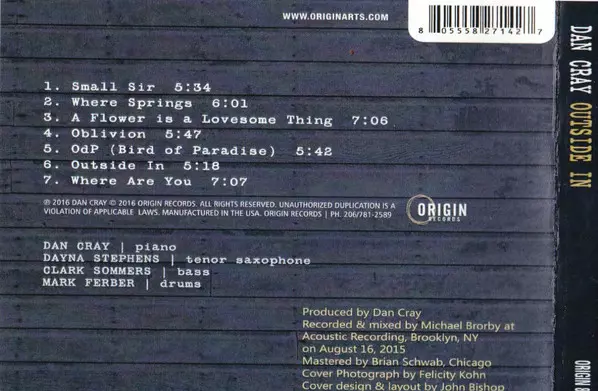 WWW.ORIGINARTS.COM
8 05558 27142 7
DAN CRAY OUTSIDE IN
1. Small Sir 5:34
2. Where Springs 6:01
3. A Flower is a Lovesome Thing 7:06
4. Oblivion 5:47
5. OdP (Bird of Paradise) 5:42
6. Outside In 5:18
7. Where Are You 7:07
℗ 2016 DAN CRAY © 2016 ORIGIN RECORDS. ALL RIGHTS RESERVED. UNAUTHORIZED DUPLICATION IS A
VIOLATION OF APPLICABLE LAWS. MANUFACTURED IN THE USA. ORIGIN RECORDS | PH. 206/781-2589
ORIGIN
RECORDS
DAN CRAY | piano
DAYNA STEPHENS | tenor saxophone
CLARK SOMMERS | bass
MARK FERBER | drums
Produced by Dan Cray
Recorded & mixed by Michael Brorby at
Acoustic Recording, Brooklyn, NY
on August 16, 2015
Mastered by Brian Schwab, Chicago
Cover Photograph by Felicity Kohn
Cover design & layout by John Bishop
ORIGIN